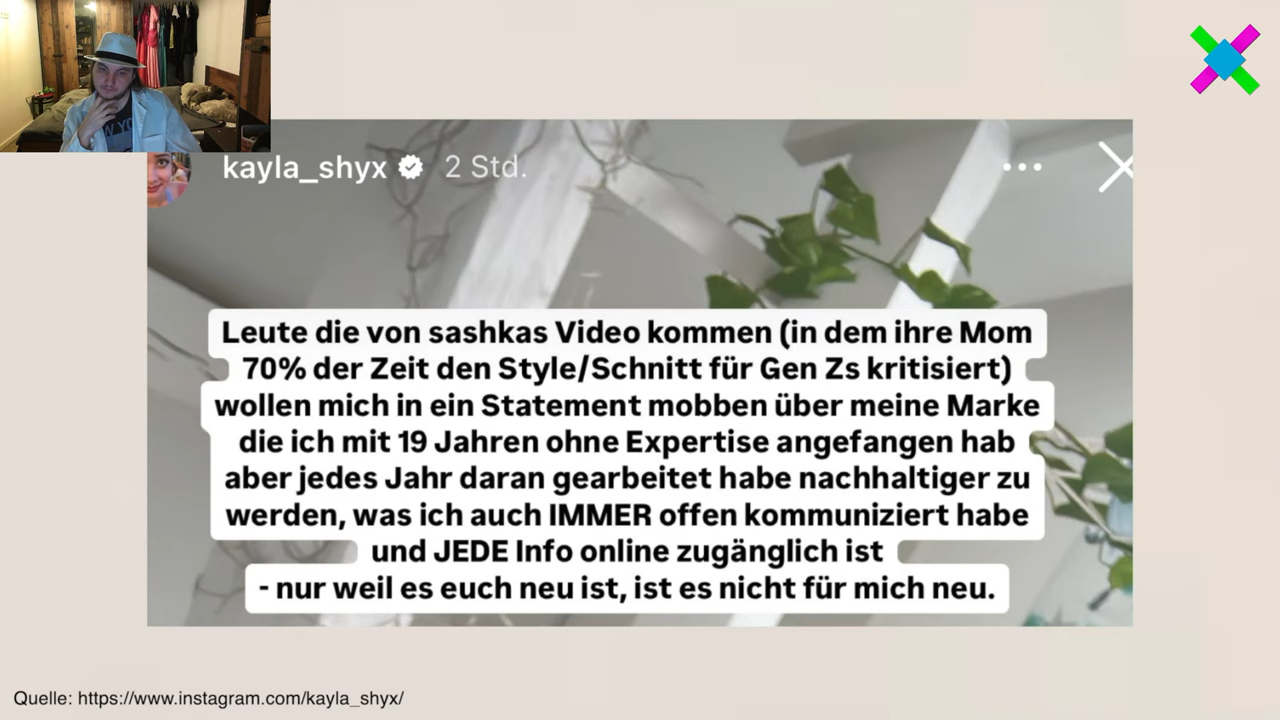 kayla_shyx 2 Std.
Leute die von sashkas Video kommen (in dem ihre Mom
70% der Zeit den Style/Schnitt für Gen Zs kritisiert)
wollen mich in ein Statement mobben über meine Marke
die ich mit 19 Jahren ohne Expertise angefangen hab
aber jedes Jahr daran gearbeitet habe nachhaltiger zu
werden, was ich auch IMMER offen kommuniziert habe
und JEDE Info online zugänglich ist
- nur weil es euch neu ist, ist es nicht für mich neu.
Quelle: https://www.instagram.com/kayla_shyx/